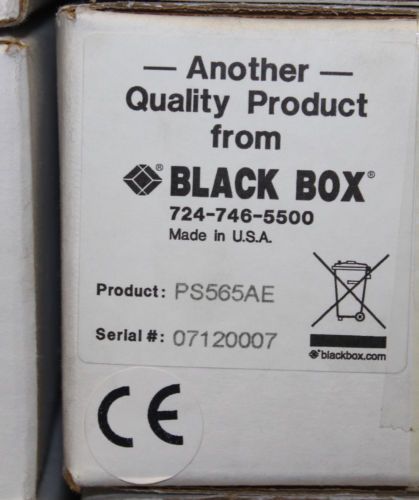 — Another —
Quality Product
from
® BLACK BOX®
724-746-5500
Made in U.S.A.
Product: PS565AE
Serial #: 07120007
® blackbox.com
CE